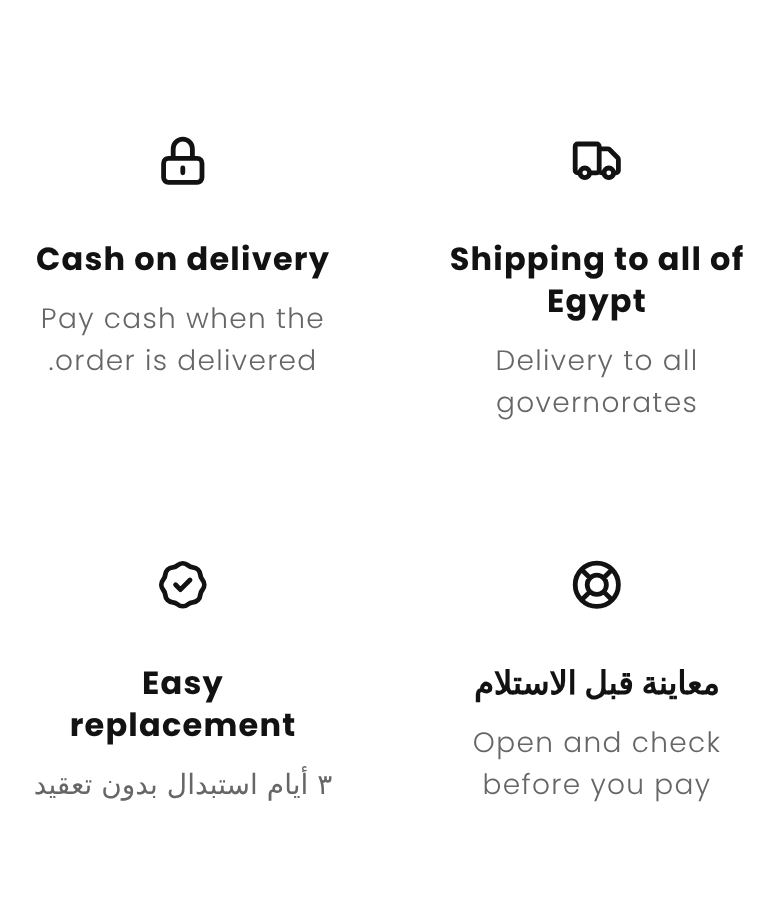 Cash on delivery
Pay cash when the
.order is delivered
Shipping to all of
Egypt
Delivery to all
governorates
Easy
replacement
٣ أيام استبدال بدون تعقيد
معاينة قبل الاستلام
Open and check
before you pay